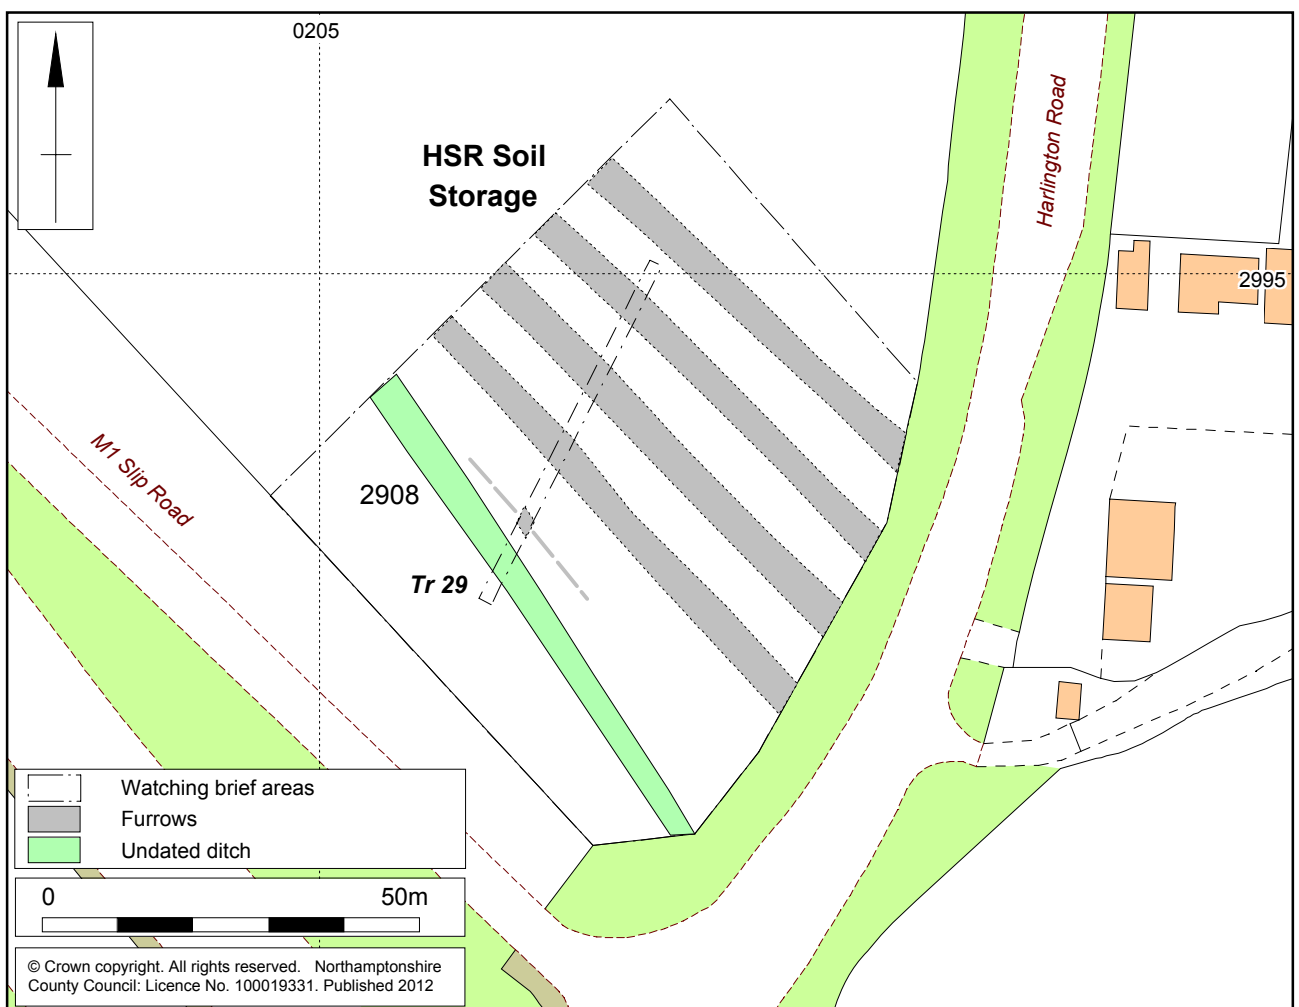 0205
HSR Soil
Storage
Harlington Road
2995
M1 Slip Road
2908
Tr 29
Watching brief areas
Furrows
Undated ditch
0 50m
© Crown copyright. All rights reserved. Northamptonshire
County Council: Licence No. 100019331. Published 2012